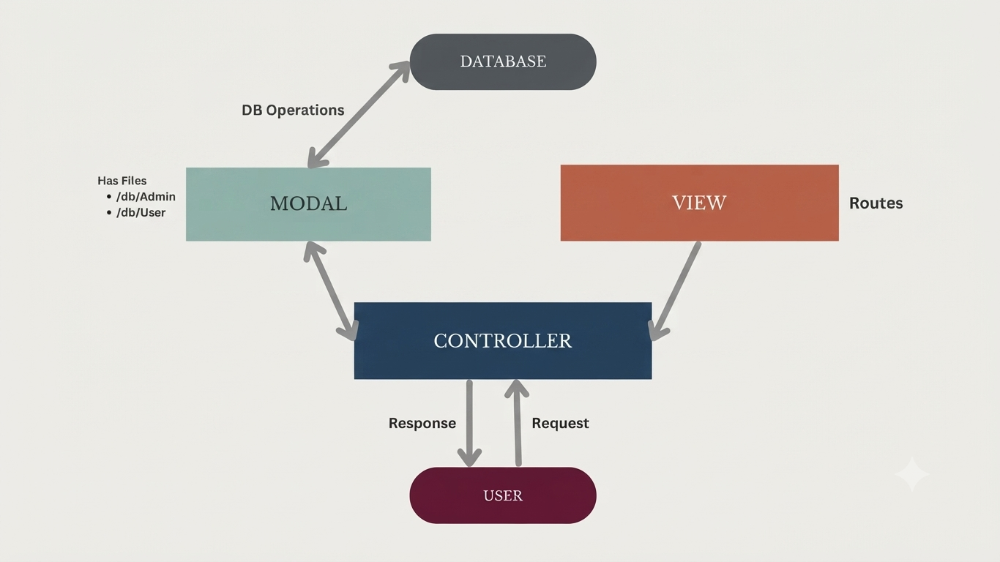 DATABASE
DB Operations
Has Files
• /db/Admin
• /db/User
MODAL
VIEW
Routes
CONTROLLER
Response
Request
USER